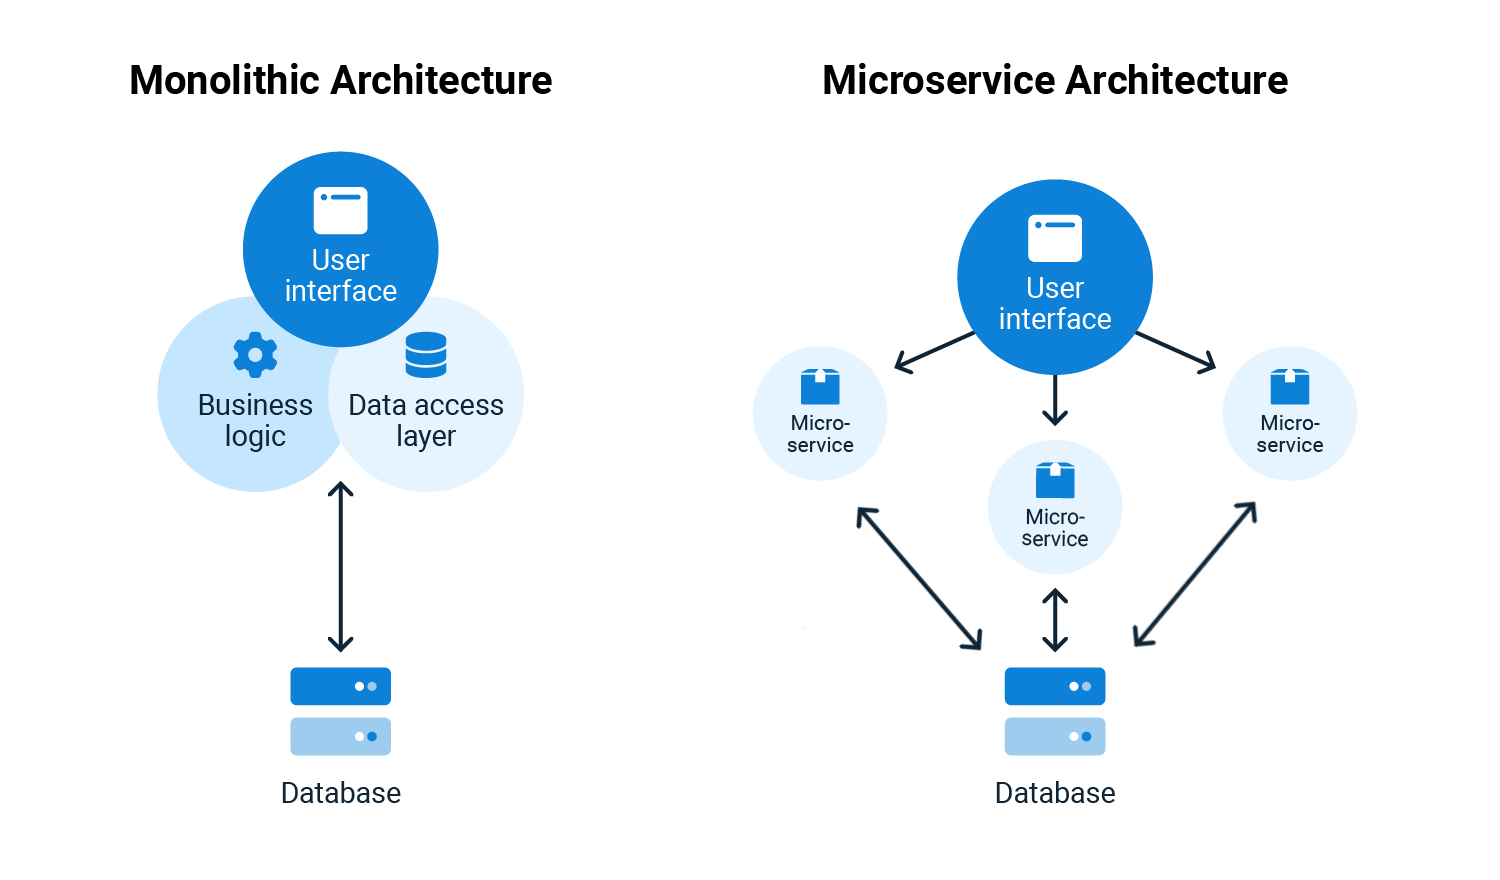 Monolithic Architecture
User
interface
Business
logic
Data access
layer
Database
Microservice Architecture
User
interface
Micro-
service
Micro-
service
Micro-
service
Database